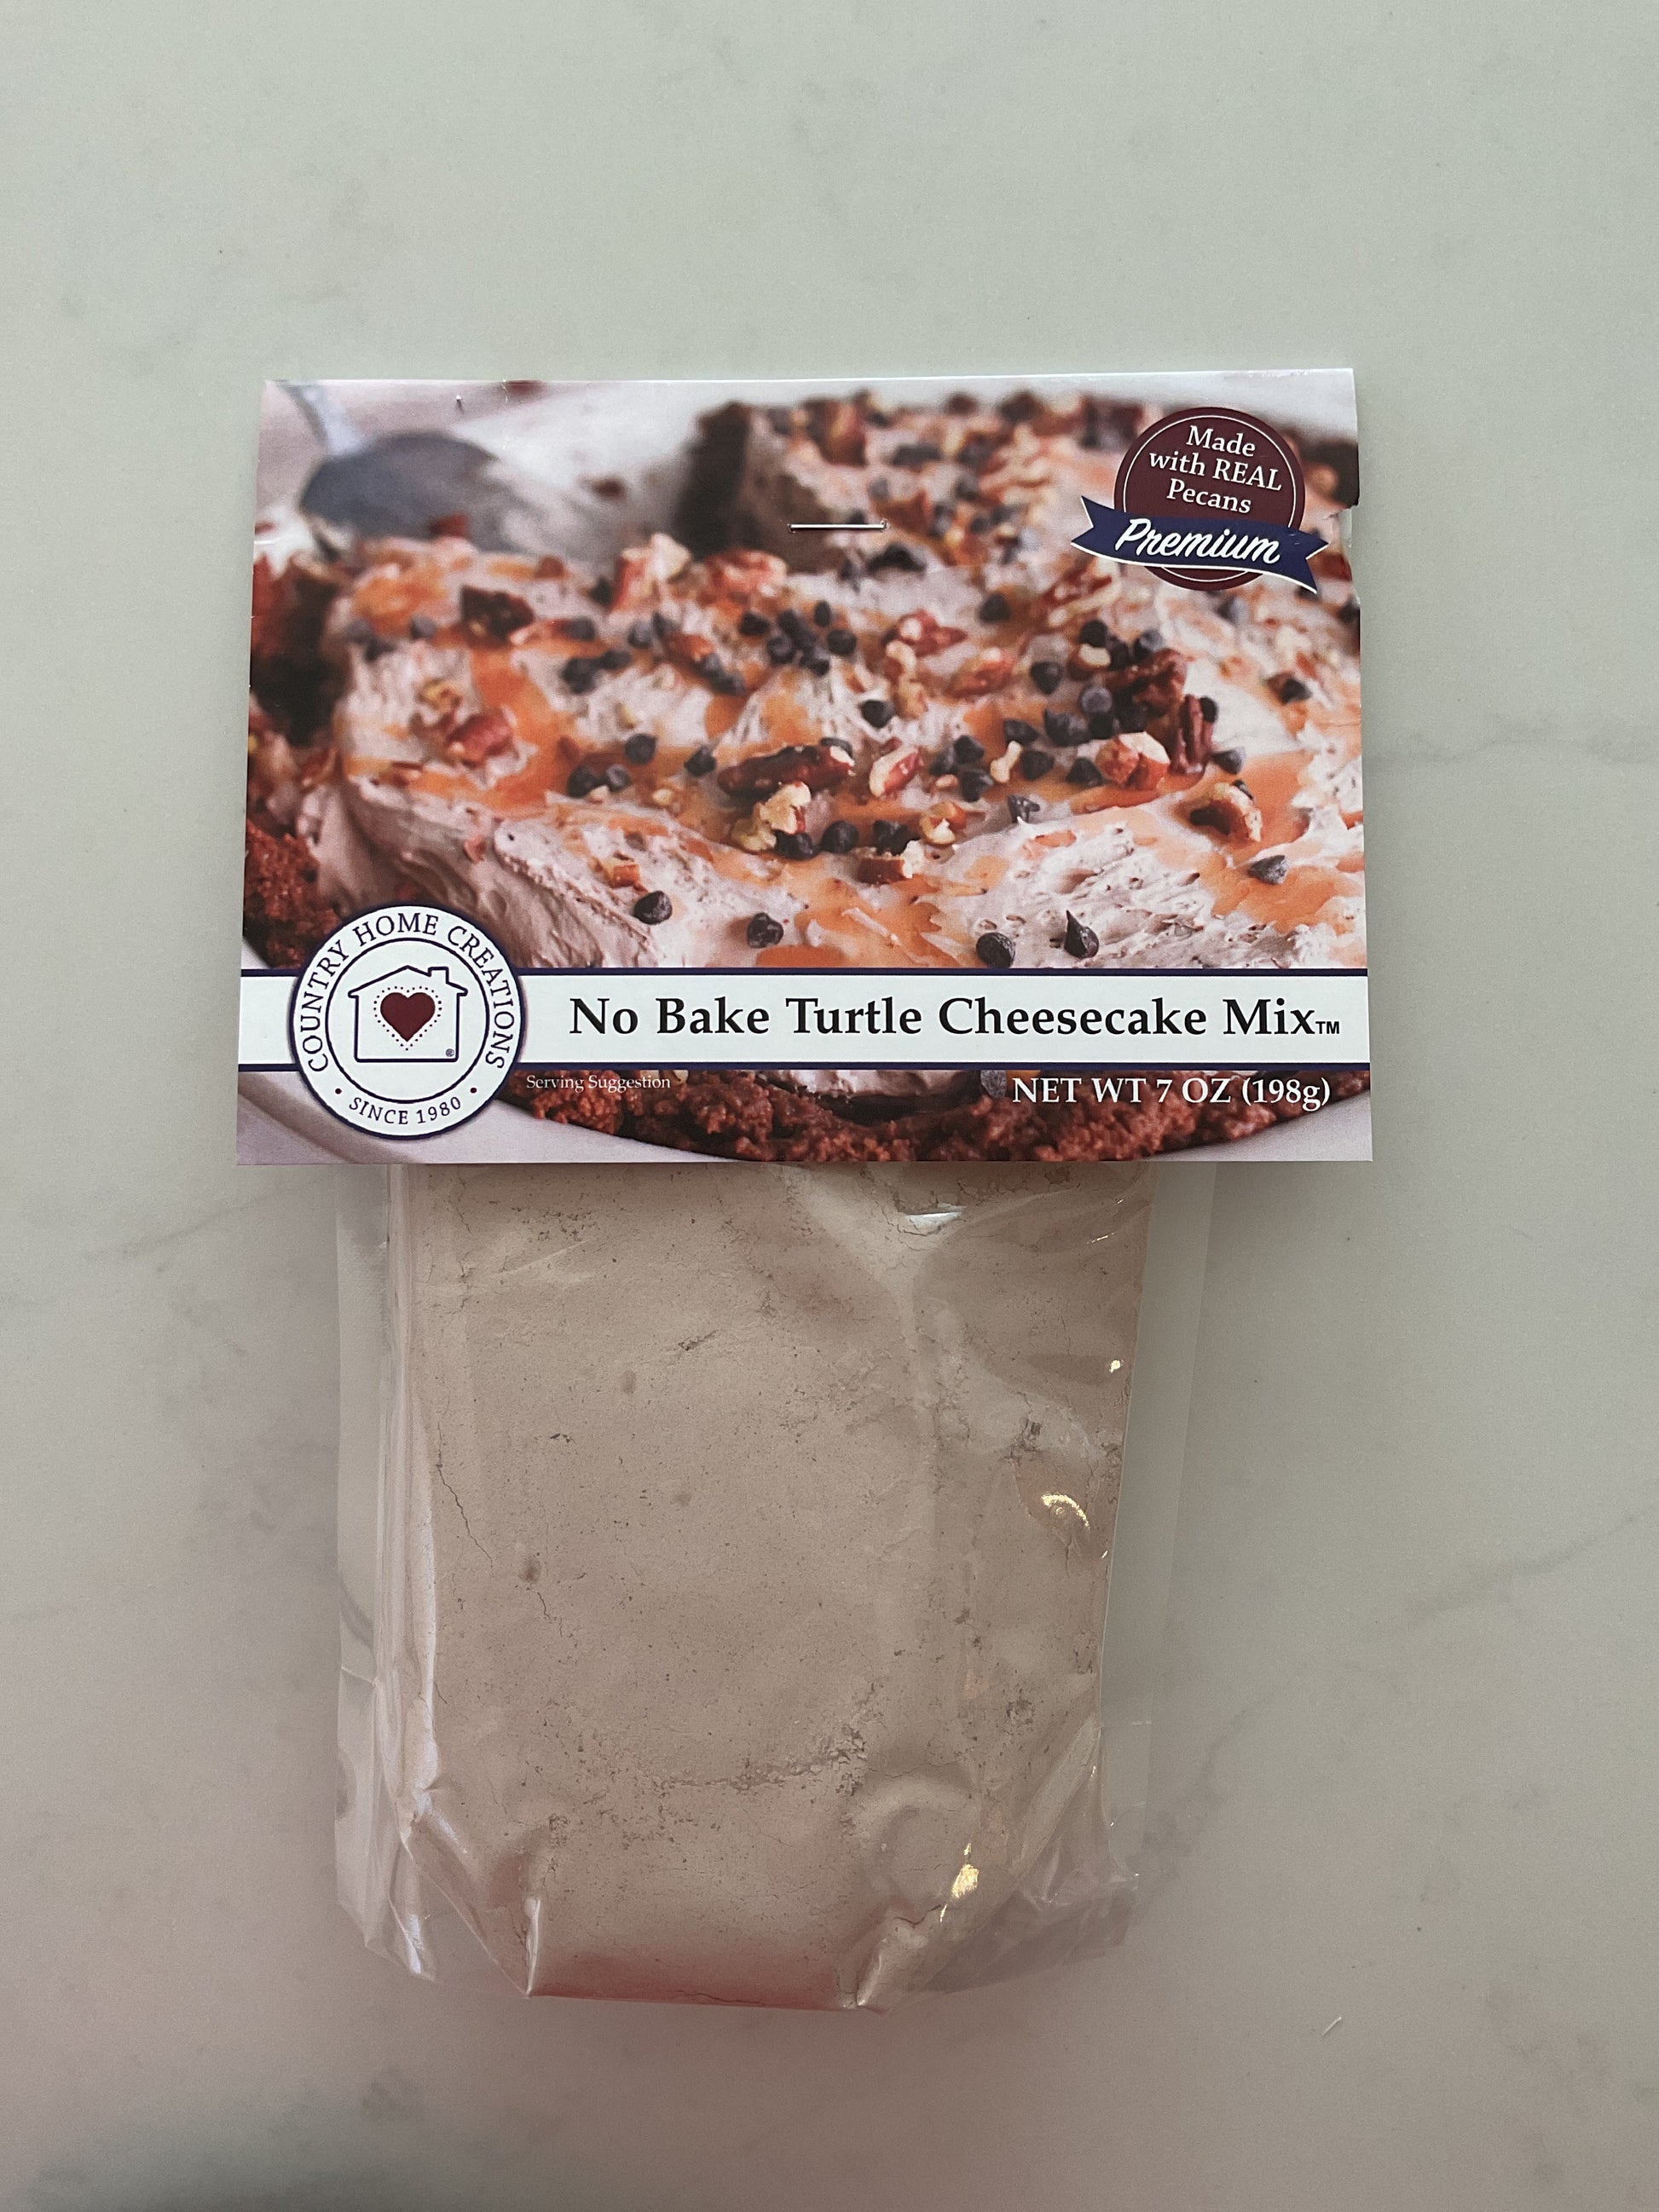 Made
with REAL
Pecans
Premium
COUNTRY HOME CREATIONS
®
• SINCE 1980 •
No Bake Turtle Cheesecake Mix™
Serving Suggestion
NET WT 7 OZ (198g)